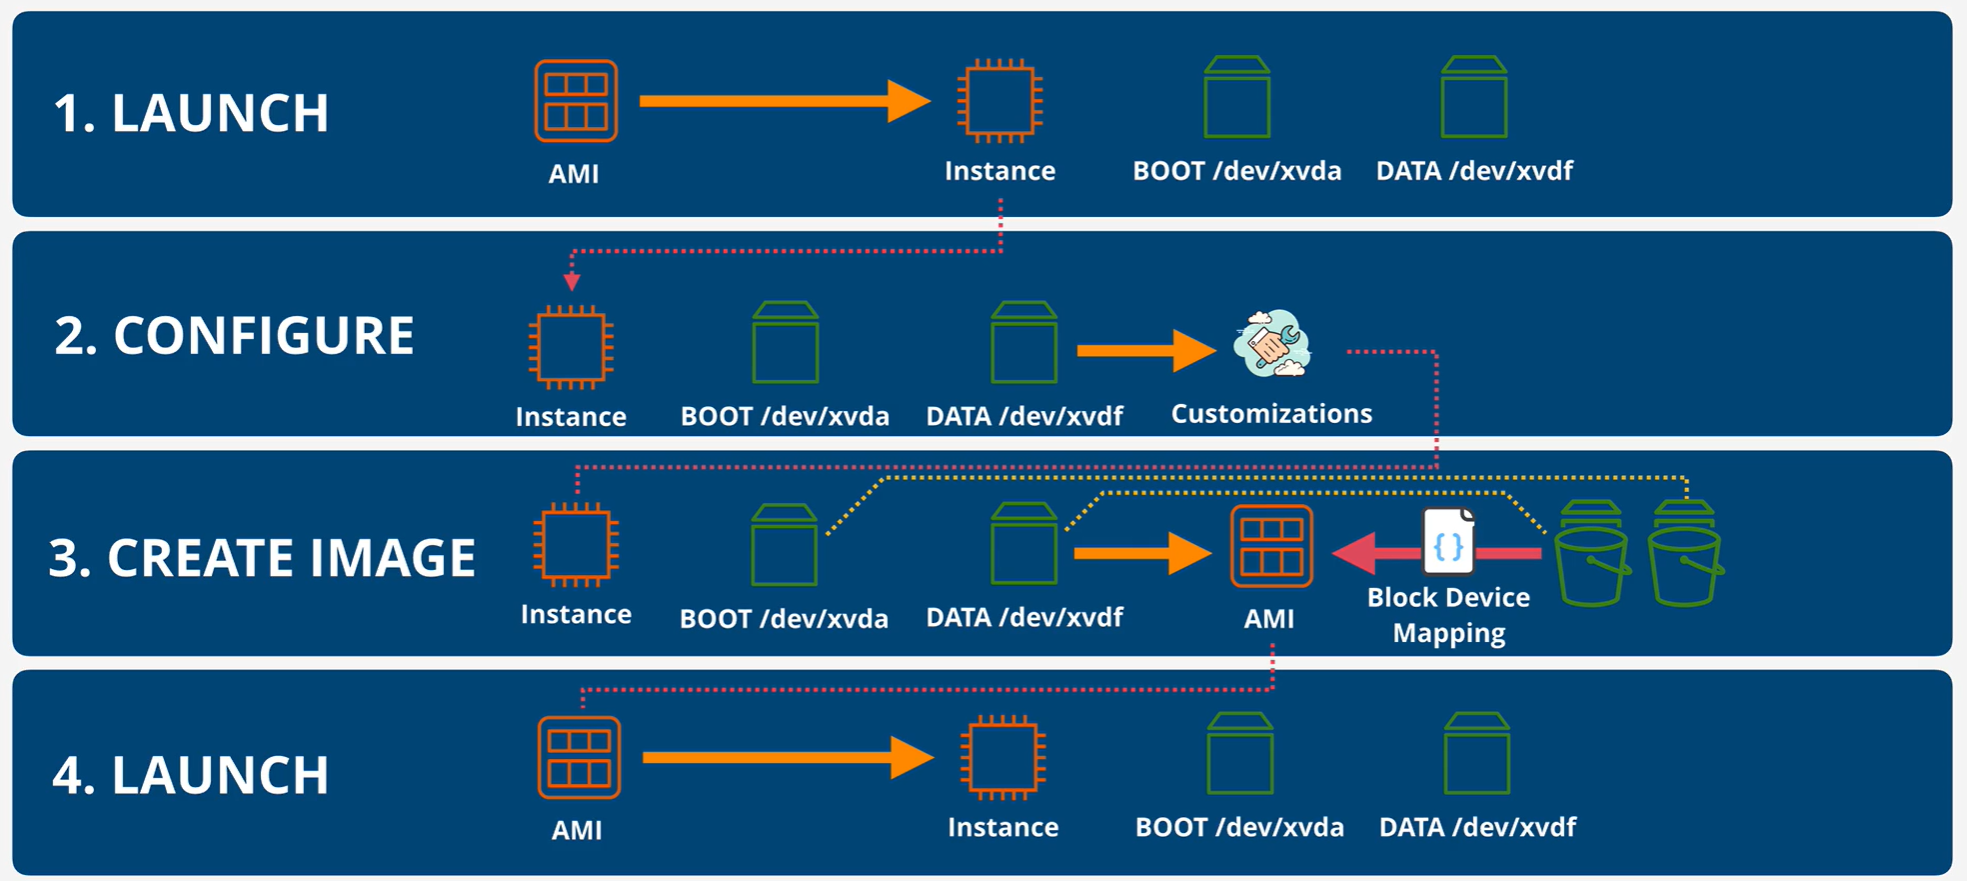 1. LAUNCH
AMI
Instance
BOOT /dev/xvda
DATA /dev/xvdf
2. CONFIGURE
Instance
BOOT /dev/xvda
DATA /dev/xvdf
Customizations
3. CREATE IMAGE
Instance
BOOT /dev/xvda
DATA /dev/xvdf
AMI
{ }
Block Device
Mapping
4. LAUNCH
AMI
Instance
BOOT /dev/xvda
DATA /dev/xvdf